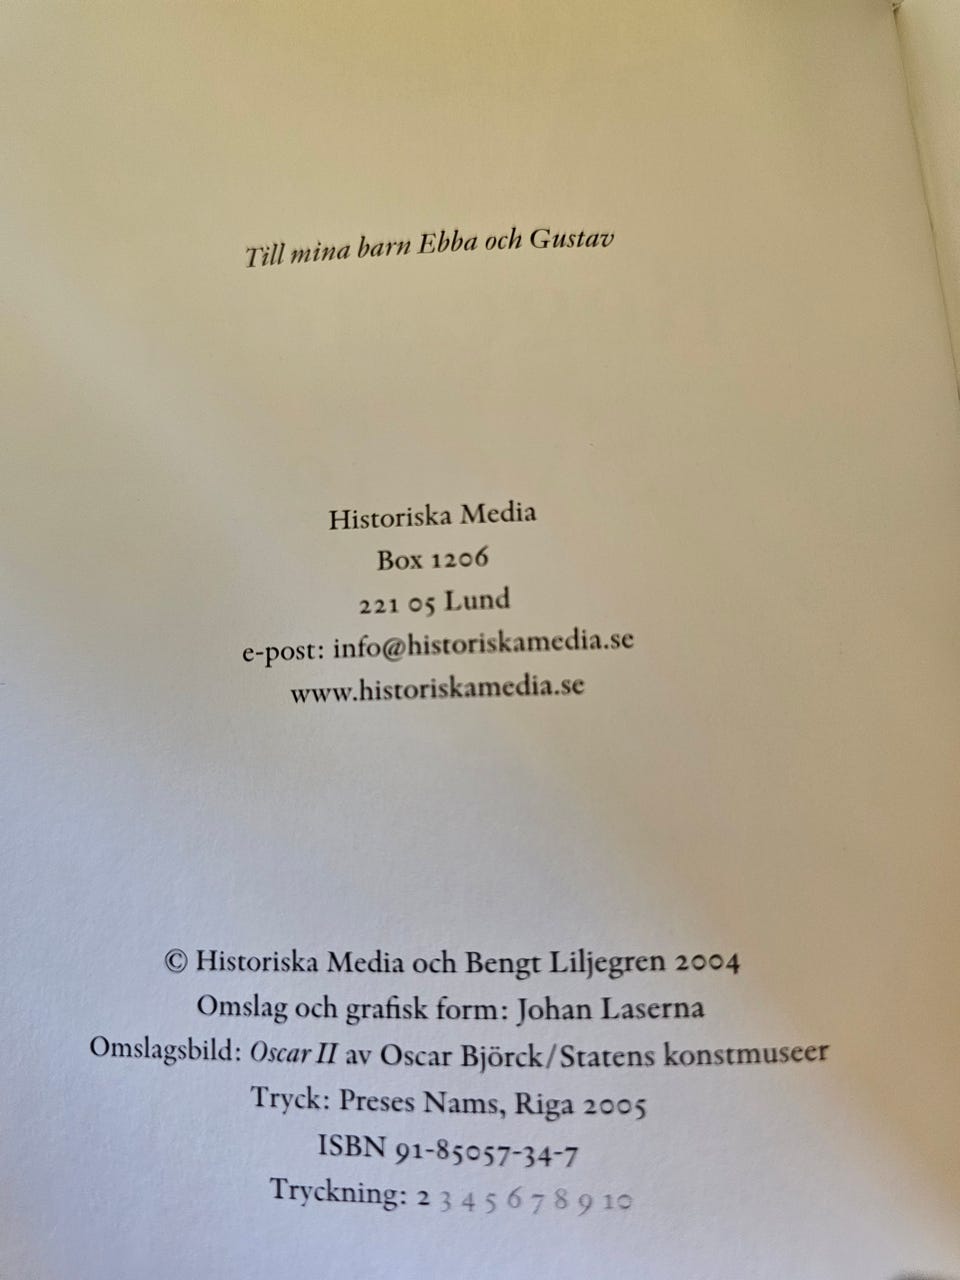 Till mina barn Ebba och Gustav
Historiska Media
Box 1206
221 05 Lund
e-post: info@historiskamedia.se
www.historiskamedia.se
© Historiska Media och Bengt Liljegren 2004
Omslag och grafisk form: Johan Laserna
Omslagsbild: Oscar II av Oscar Björck/Statens konstmuseer
Tryck: Preses Nams, Riga 2005
ISBN 91-85057-34-7
Tryckning: 2 3 4 5 6 7 8 9 10